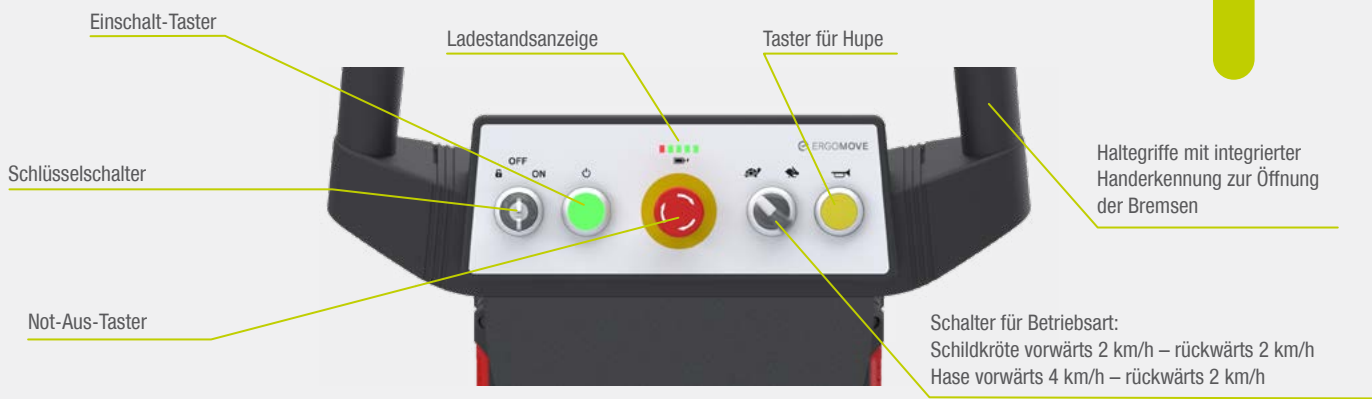 Einschalt-Taster
Ladestandsanzeige
Taster für Hupe
ERGOMOVE
OFF
ON
Schlüsselschalter
Haltegriffe mit integrierter
Handerkennung zur Öffnung
der Bremsen
Not-Aus-Taster
Schalter für Betriebsart:
Schildkröte vorwärts 2 km/h – rückwärts 2 km/h
Hase vorwärts 4 km/h – rückwärts 2 km/h